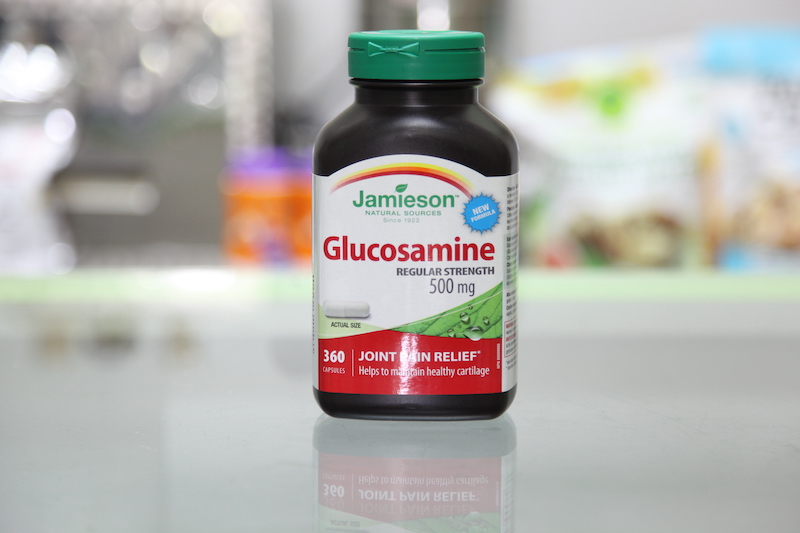 Jamieson™
NATURAL SOURCES
Since 1922
NEW
FORMULA
Glucosamine
REGULAR STRENGTH
500 mg
ACTUAL SIZE
360
CAPSULES
JOINT PAIN RELIEF*
Helps to maintain healthy cartilage